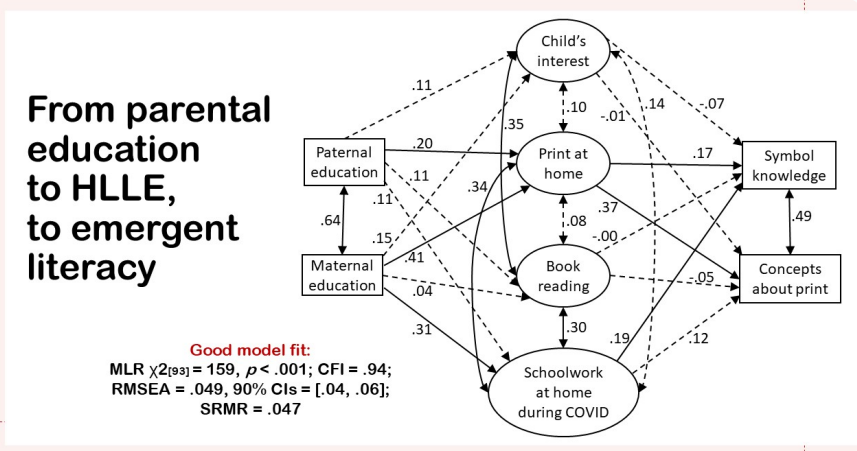 From parental
education
to HLLE,
to emergent
literacy
Good model fit:
MLR χ2[93] = 159, p < .001; CFI = .94;
RMSEA = .049, 90% CIs = [.04, .06];
SRMR = .047
Child's
interest
.11
.10
.14
-.07
-.01
.35
Paternal
education
.20
Print at
home
.17
Symbol
knowledge
.11
.11
.34
.37
.64
.08
.49
.15
.41
-.00
Maternal
education
.04
Book
reading
-.05
Concepts
about print
.31
.30
.19
.12
Schoolwork
at home
during COVID